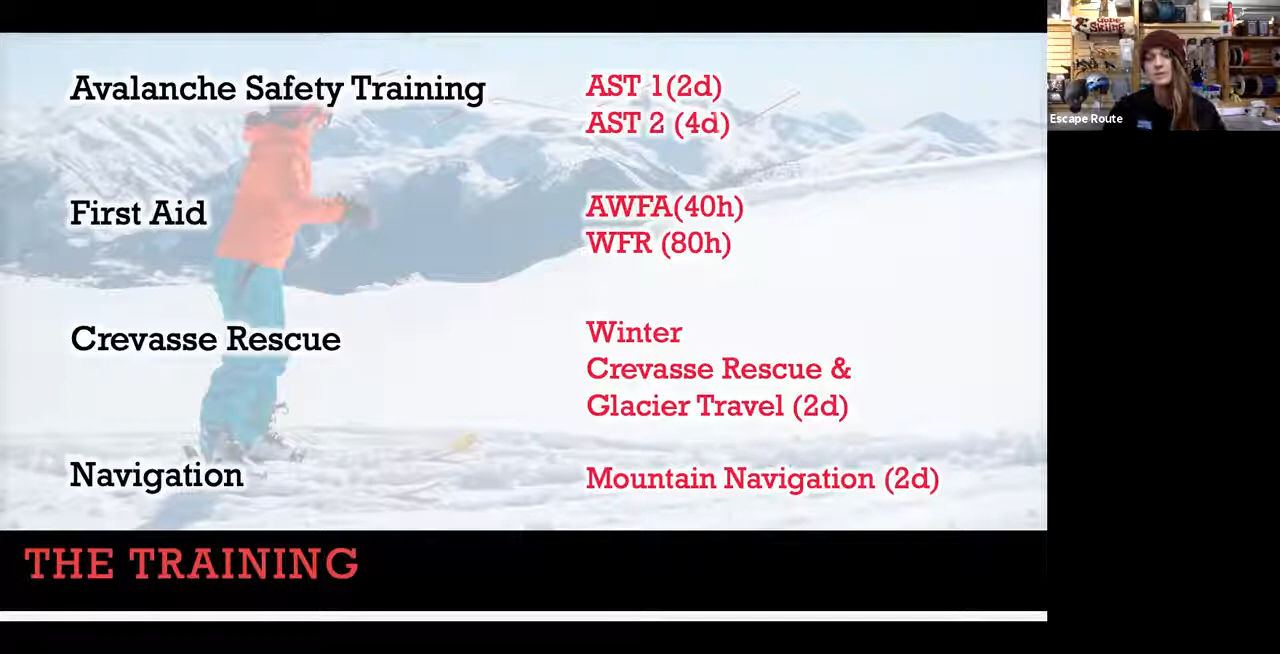 Avalanche Safety Training
AST 1(2d)
AST 2 (4d)
First Aid
AWFA(40h)
WFR (80h)
Crevasse Rescue
Winter
Crevasse Rescue &
Glacier Travel (2d)
Navigation
Mountain Navigation (2d)
THE TRAINING
Skiing
Escape Route